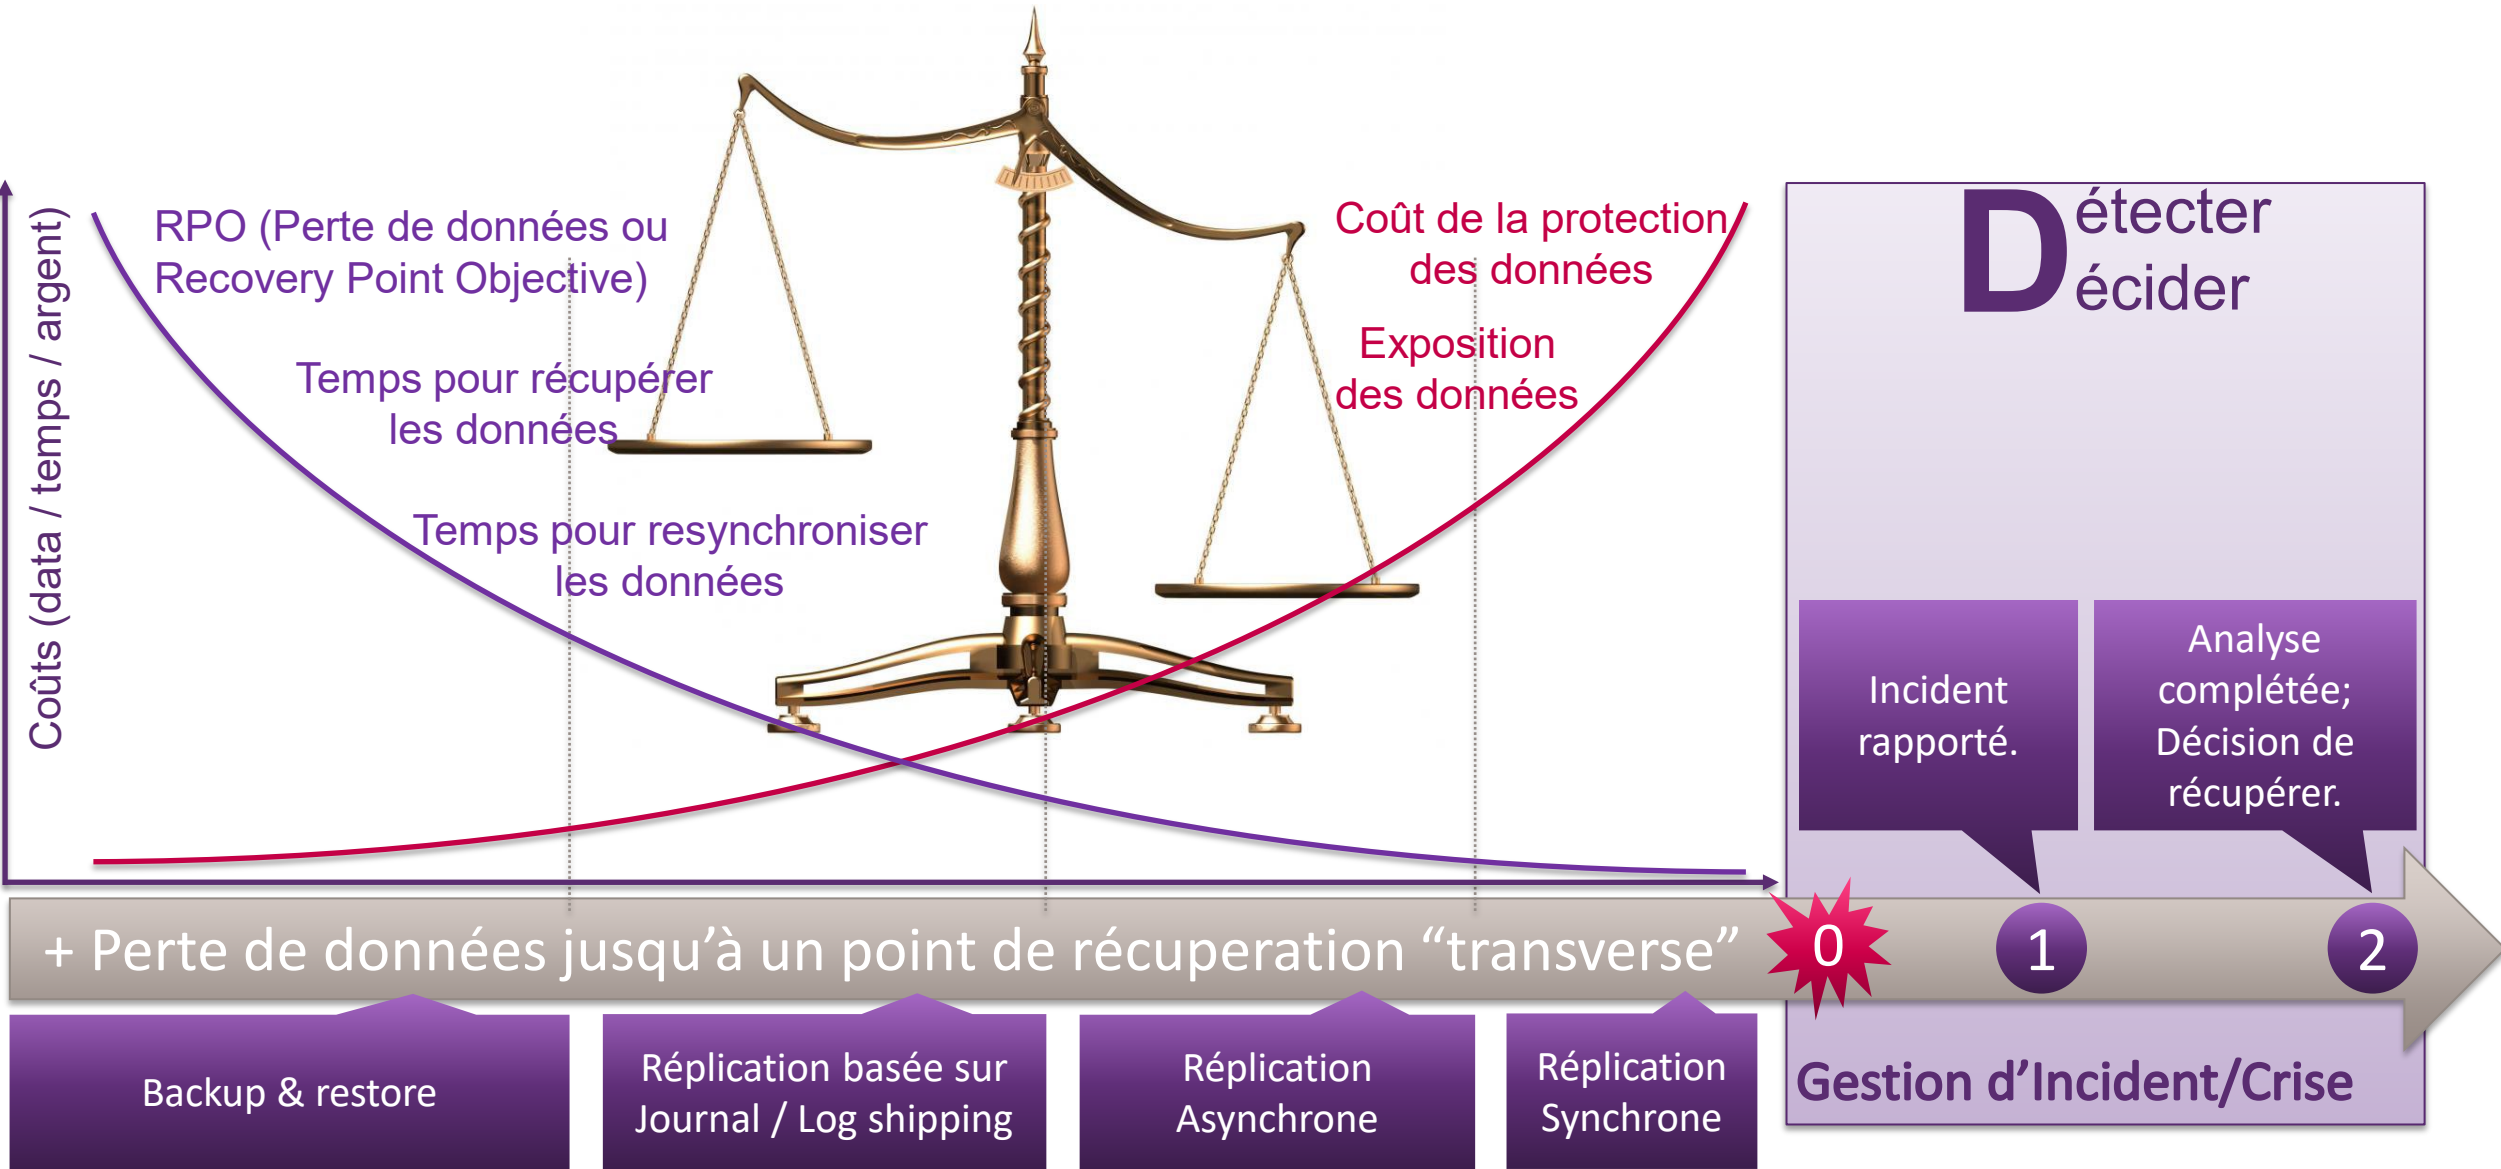 Coûts (data / temps / argent)
RPO (Perte de données ou
Recovery Point Objective)
Temps pour récupérer
les données
Temps pour resynchroniser
les données
Coût de la protection
des données
Exposition
des données
Détecter
Décider
Incident
rapporté.
Analyse
complétée;
Décision de
récupérer.
+ Perte de données jusqu’à un point de récuperation “transverse”
0
1
2
Backup & restore
Réplication basée sur
Journal / Log shipping
Réplication
Asynchrone
Réplication
Synchrone
Gestion d’Incident/Crise